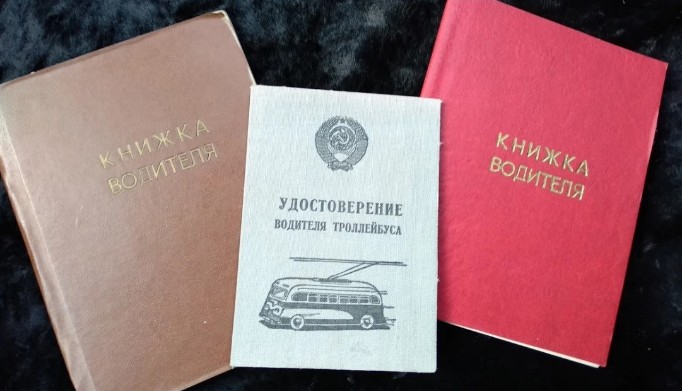 КНИЖКА
ВОДИТЕЛЯ
УДОСТОВЕРЕНИЕ
ВОДИТЕЛЯ ТРОЛЛЕЙБУСА
КНИЖКА
ВОДИТЕЛЯ